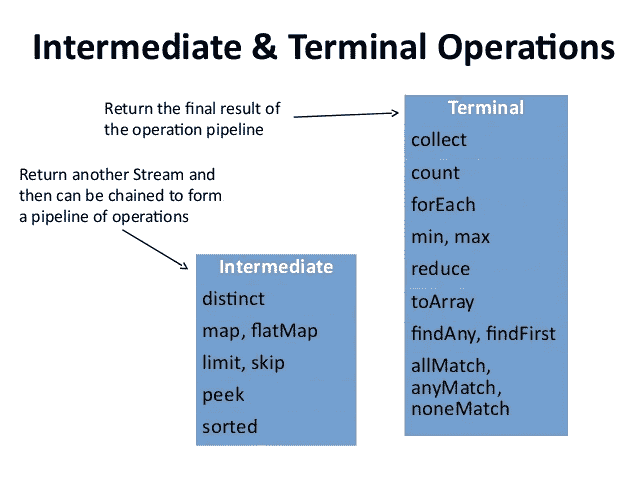 Intermediate & Terminal Operations
Return the final result of
the operation pipeline
Return another Stream and
then can be chained to form
a pipeline of operations
Intermediate
distinct
map, flatMap
limit, skip
peek
sorted
Terminal
collect
count
forEach
min, max
reduce
toArray
findAny, findFirst
allMatch,
anyMatch,
noneMatch